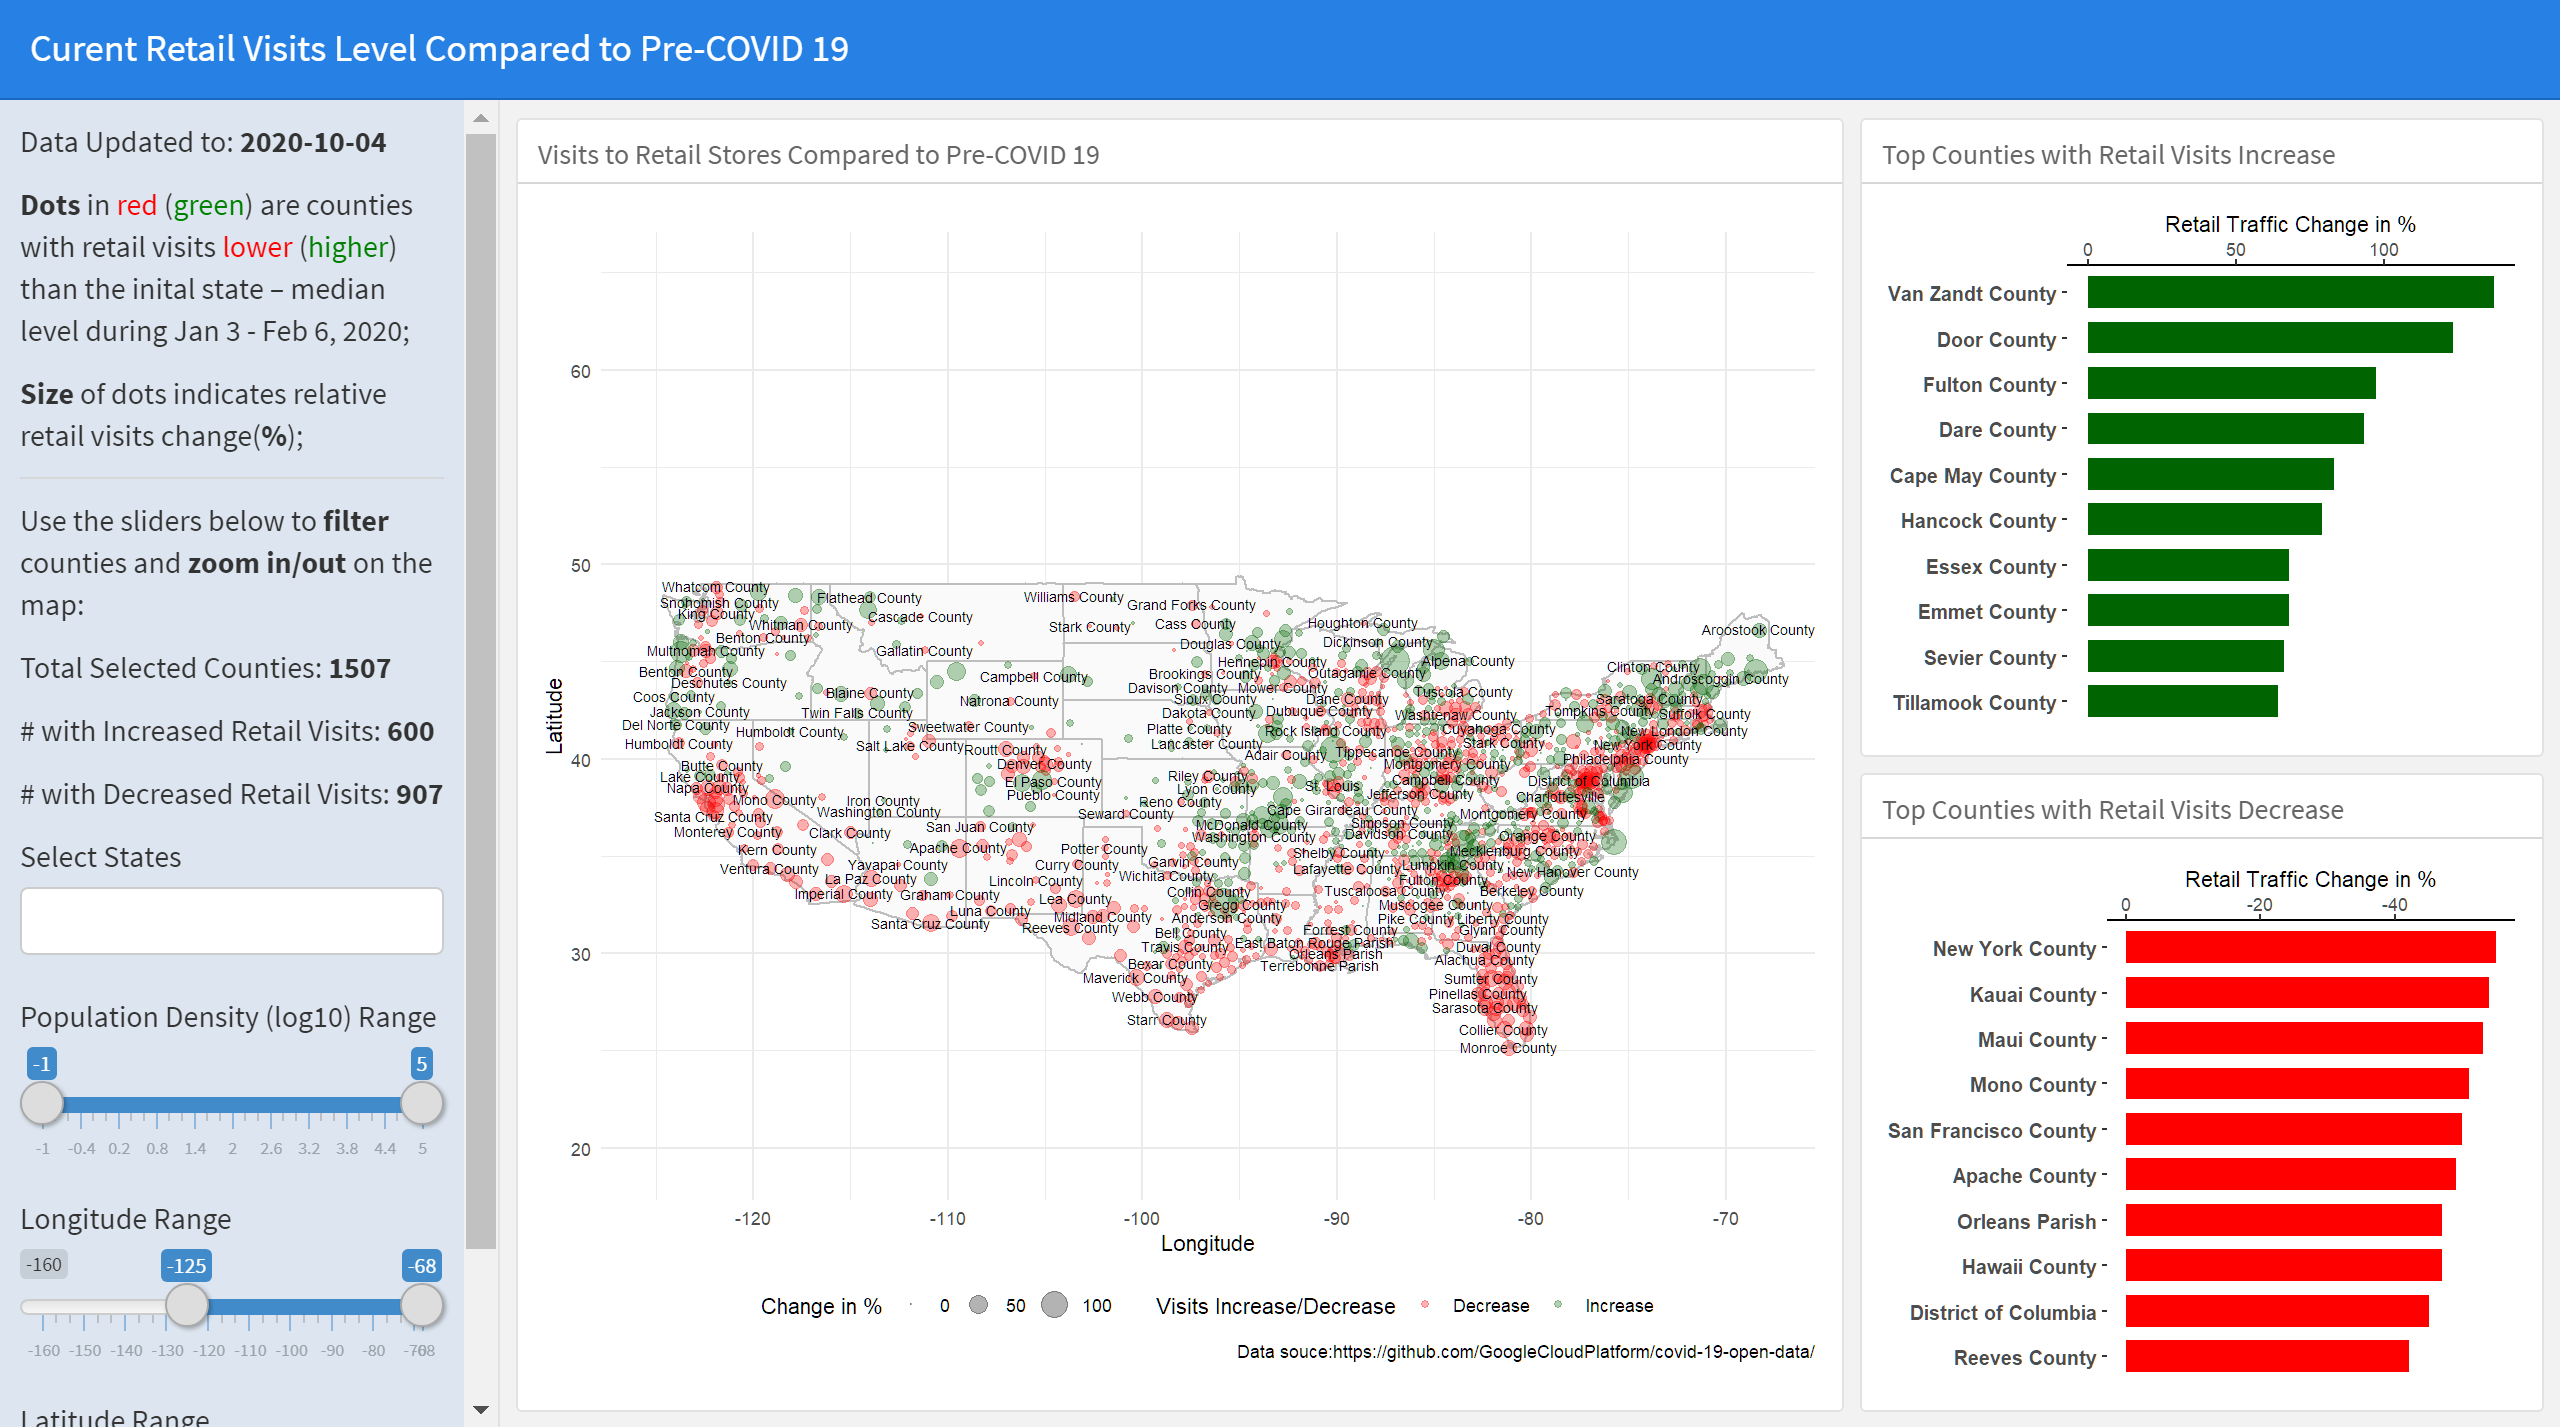 Curent Retail Visits Level Compared to Pre-COVID 19
Data Updated to: 2020-10-04
Dots in red (green) are counties
with retail visits lower (higher)
than the inital state – median
level during Jan 3 - Feb 6, 2020;
Size of dots indicates relative
retail visits change(%);
Use the sliders below to filter
counties and zoom in/out on the
map:
Total Selected Counties: 1507
# with Increased Retail Visits: 600
# with Decreased Retail Visits: 907
Select States
Population Density (log10) Range
-1 5
-1 -0.4 0.2 0.8 1.4 2 2.6 3.2 3.8 4.4 5
Longitude Range
-160 -125 -68
-160 -150 -140 -130 -120 -110 -100 -90 -80 -70 -68
Latitude Range
Visits to Retail Stores Compared to Pre-COVID 19
Latitude
60
50
40
30
20
Whatcom County
Snohomish County
King County
Whitman County
Benton County
Multnomah County
Benton County
Deschutes County
Coos County
Jackson County
Del Norte County
Humboldt County
Humboldt County
Butte County
Lake County
Napa County
Mono County
Santa Cruz County
Monterey County
Kern County
Ventura County
Imperial County
Flathead County
Cascade County
Gallatin County
Blaine County
Twin Falls County
Sweetwater County
Salt Lake County
Iron County
Washington County
Clark County
San Juan County
Apache County
Yavapai County
La Paz County
Graham County
Luna County
Santa Cruz County
Williams County
Stark County
Campbell County
Natrona County
Routt County
Denver County
El Paso County
Pueblo County
Potter County
Curry County
Lincoln County
Lea County
Midland County
Reeves County
Grand Forks County
Cass County
Douglas County
Hennepin County
Brookings County
Davison County
Mower County
Sioux County
Dakota County
Dubuque County
Platte County
Rock Island County
Lancaster County
Adair County
Riley County
Lyon County
Reno County
Seward County
St. Louis
Cape Girardeau County
McDonald County
Washington County
Garvin County
Wichita County
Collin County
Gregg County
Anderson County
Bell County
Travis County
Bexar County
Maverick County
Webb County
Starr County
Houghton County
Dickinson County
Alpena County
Outagamie County
Tuscola County
Dane County
Washtenaw County
Cuyahoga County
Stark County
Tippecanoe County
Montgomery County
Campbell County
Jefferson County
Simpson County
Davidson County
Montgomery County
Shelby County
Lafayette County
Lumpkin County
Fulton County
Tuscaloosa County
Muscogee County
Pike County
Liberty County
Forrest County
East Baton Rouge Parish
Orleans Parish
Terrebonne Parish
Glynn County
Duval County
Alachua County
Sumter County
Pinellas County
Sarasota County
Collier County
Monroe County
Aroostook County
Clinton County
Androscoggin County
Saratoga County
Tompkins County
Suffolk County
New London County
New York County
Philadelphia County
District of Columbia
Charlottesville
Orange County
Mecklenburg County
New Hanover County
Berkeley County
-120 -110 -100 -90 -80 -70
Longitude
Change in % 0 50 100 Visits Increase/Decrease Decrease Increase
Data souce:https://github.com/GoogleCloudPlatform/covid-19-open-data/
Top Counties with Retail Visits Increase
Retail Traffic Change in %
0 50 100
Van Zandt County
Door County
Fulton County
Dare County
Cape May County
Hancock County
Essex County
Emmet County
Sevier County
Tillamook County
Top Counties with Retail Visits Decrease
Retail Traffic Change in %
0 -20 -40
New York County
Kauai County
Maui County
Mono County
San Francisco County
Apache County
Orleans Parish
Hawaii County
District of Columbia
Reeves County